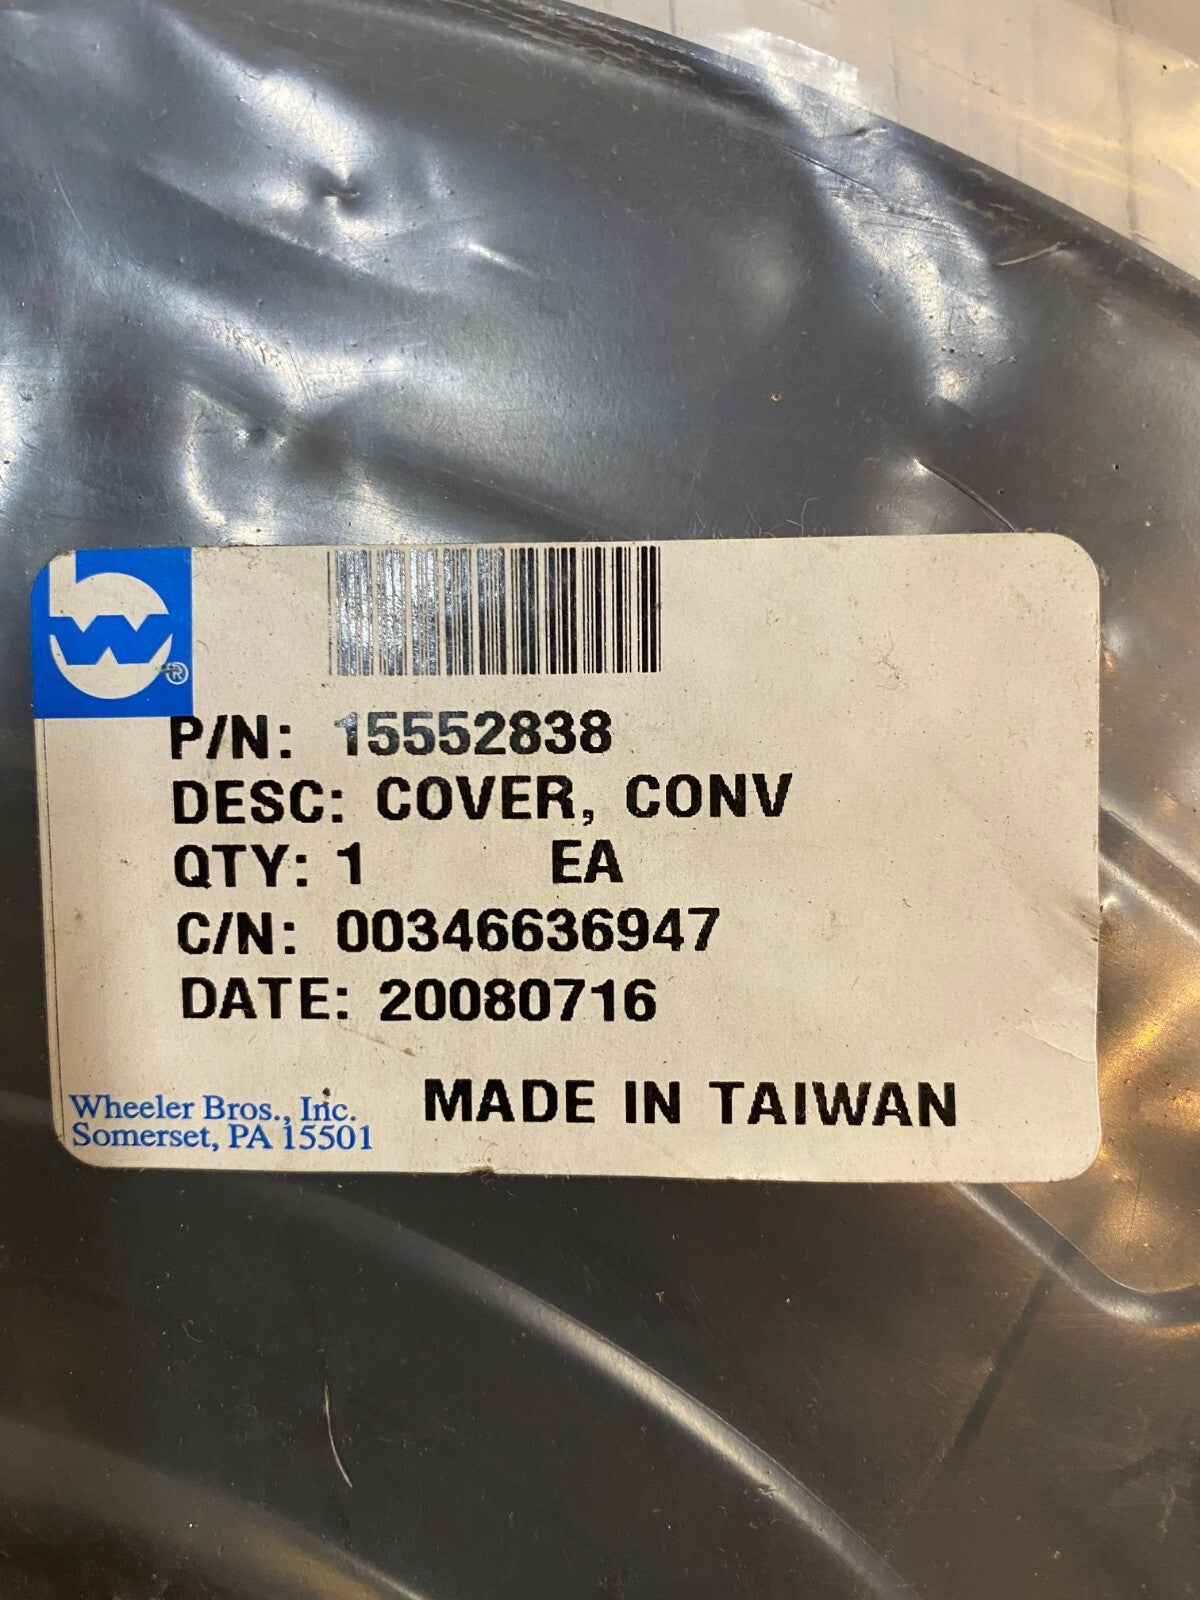 bw®
P/N: 15552838
DESC: COVER, CONV
QTY: 1 EA
C/N: 00346636947
DATE: 20080716
Wheeler Bros., Inc.
Somerset, PA 15501
MADE IN TAIWAN